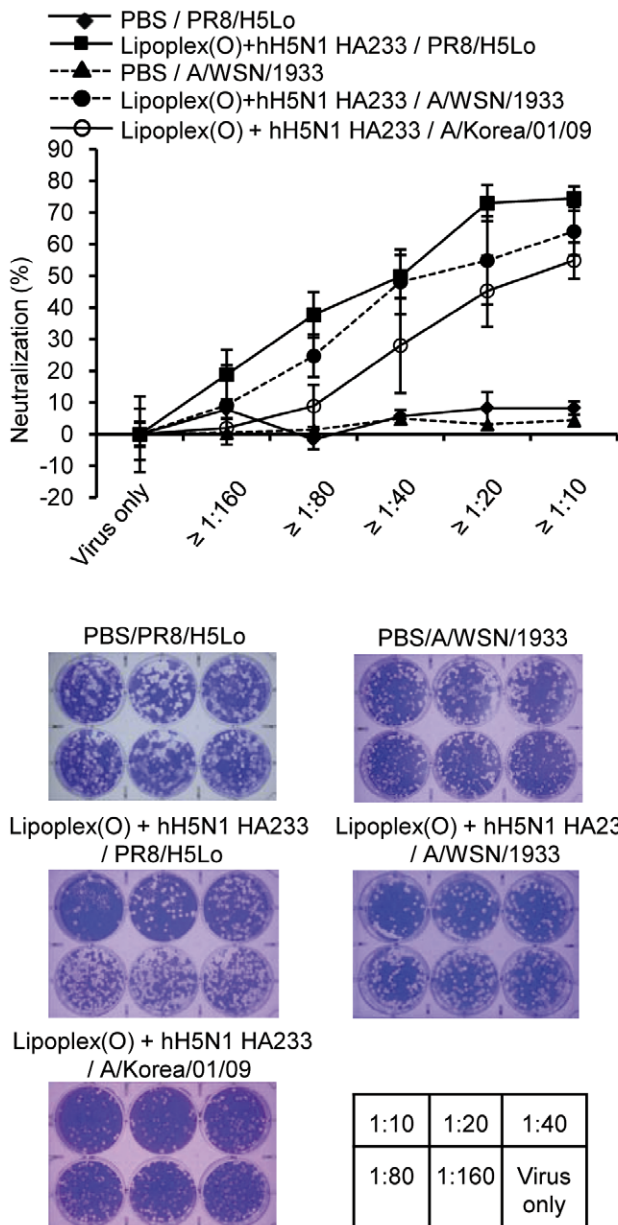 PBS / PR8/H5Lo
Lipoplex(O)+hH5N1 HA233 / PR8/H5Lo
PBS / A/WSN/1933
Lipoplex(O)+hH5N1 HA233 / A/WSN/1933
Lipoplex(O) + hH5N1 HA233 / A/Korea/01/09
Neutralization (%)
90
80
70
60
50
40
30
20
10
0
-10
-20
Virus only
≥ 1:160
≥ 1:80
≥ 1:40
≥ 1:20
≥ 1:10
PBS/PR8/H5Lo
PBS/A/WSN/1933
Lipoplex(O) + hH5N1 HA233
/ PR8/H5Lo
Lipoplex(O) + hH5N1 HA23
/ A/WSN/1933
Lipoplex(O) + hH5N1 HA233
/ A/Korea/01/09
1:10 1:20 1:40
1:80 1:160 Virus
only